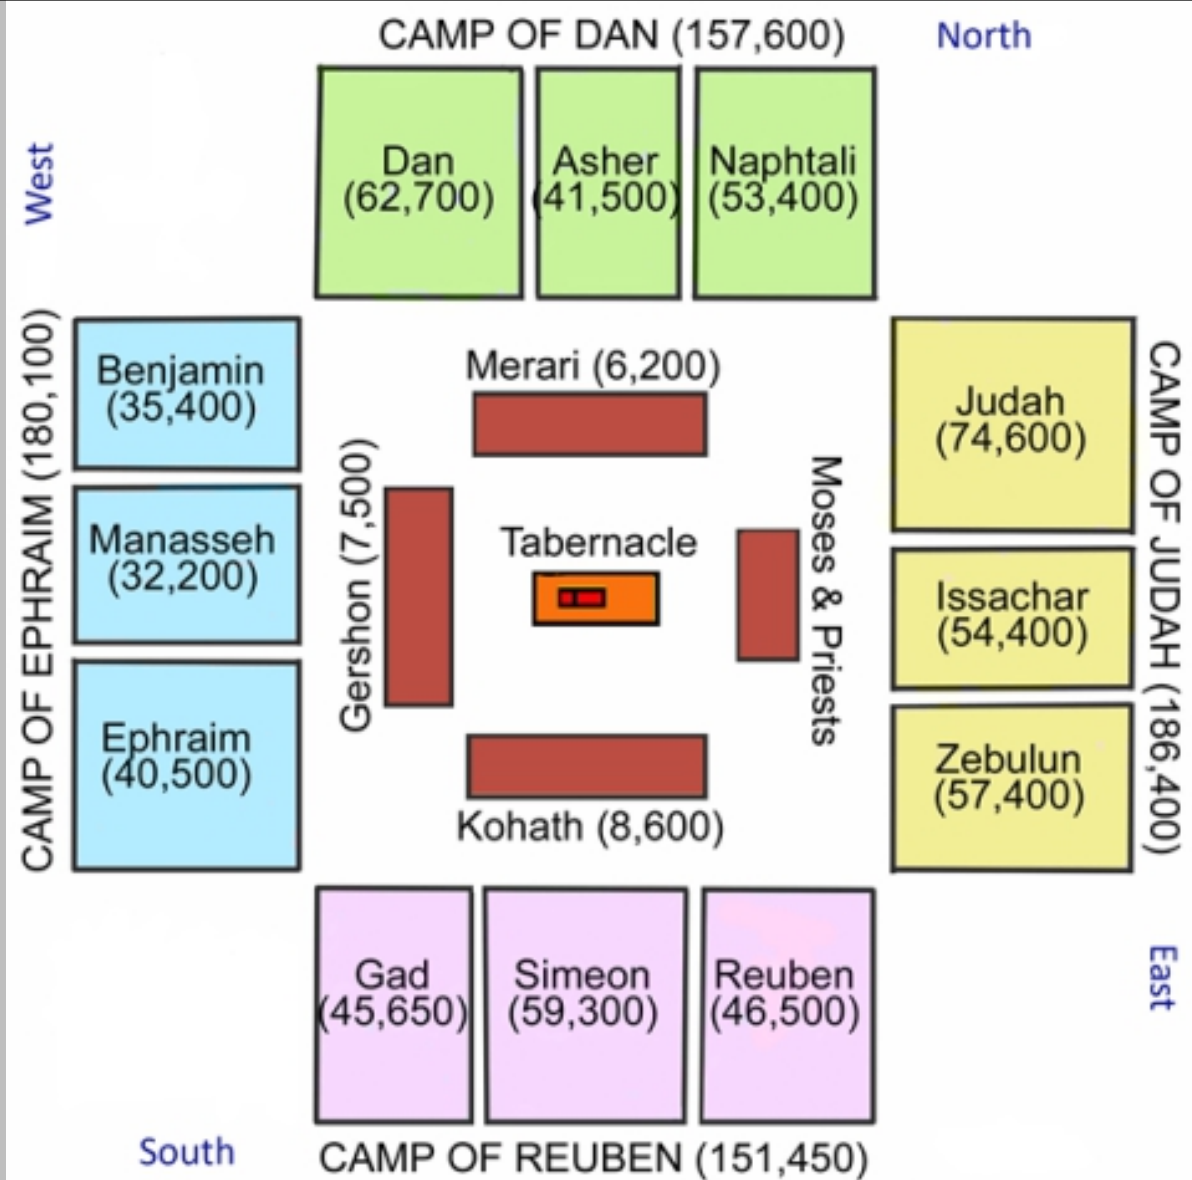 CAMP OF DAN (157,600)
North
West
Dan
(62,700)
Asher
(41,500)
Naphtali
(53,400)
CAMP OF EPHRAIM (180,100)
Benjamin
(35,400)
Manasseh
(32,200)
Ephraim
(40,500)
Merari (6,200)
Gershon (7,500)
Tabernacle
Moses & Priests
Kohath (8,600)
Judah
(74,600)
Issachar
(54,400)
Zebulun
(57,400)
CAMP OF JUDAH (186,400)
Gad
(45,650)
Simeon
(59,300)
Reuben
(46,500)
East
South
CAMP OF REUBEN (151,450)